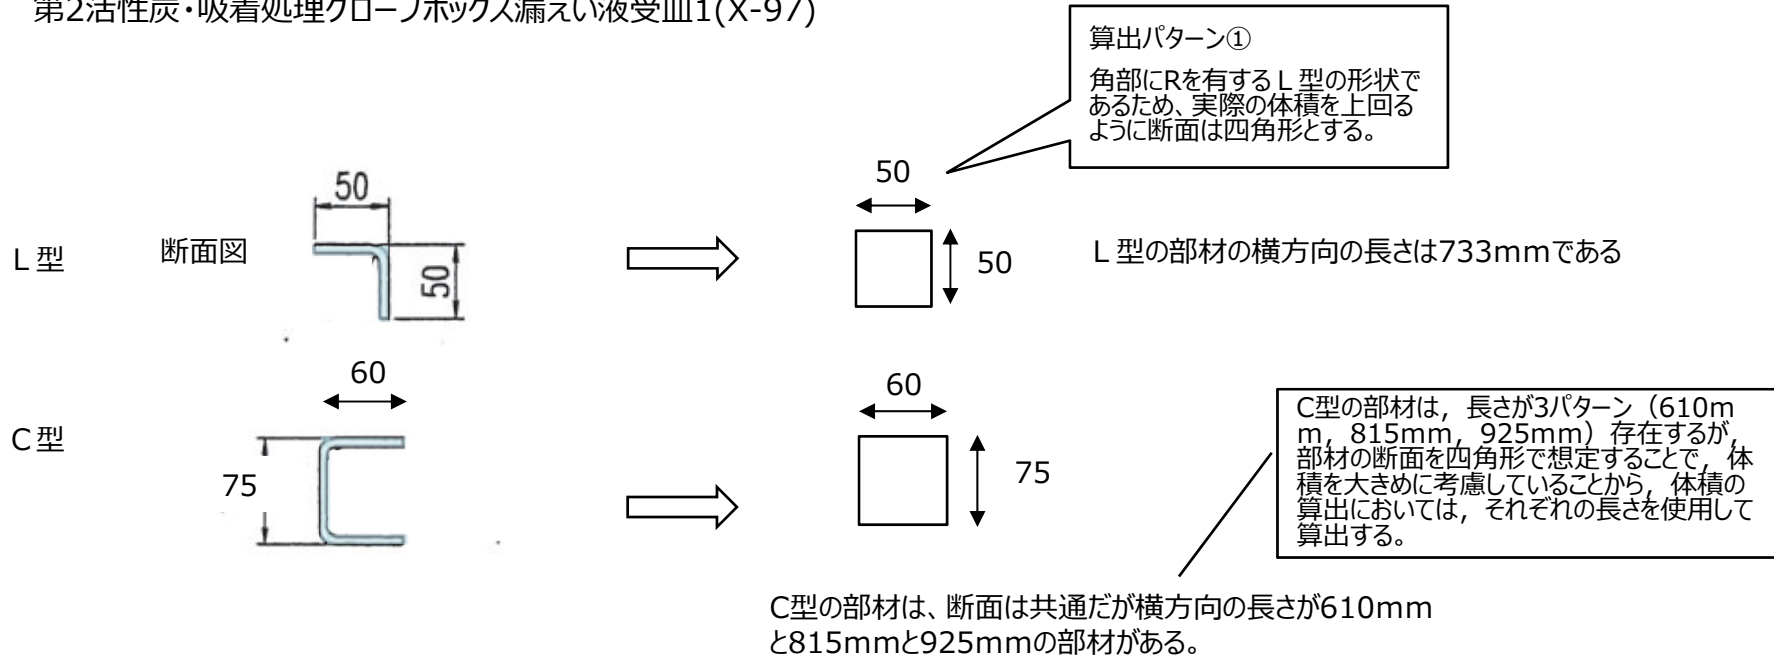 第2活性炭・吸着処理グローブボックス漏えい液受皿1(X-97)
算出パターン①
角部にRを有するL型の形状で
あるため、実際の体積を上回る
ように断面は四角形とする。
50
50
L型
断面図
50
50
L型の部材の横方向の長さは733mmである
60
60
C型
75
75
C型の部材は，長さが3パターン（610m
m，815mm，925mm）存在するが，
部材の断面を四角形で想定することで，体
積を大きめに考慮していることから，体積の
算出においては，それぞれの長さを使用して
算出する。
C型の部材は、断面は共通だが横方向の長さが610mm
と815mmと925mmの部材がある。